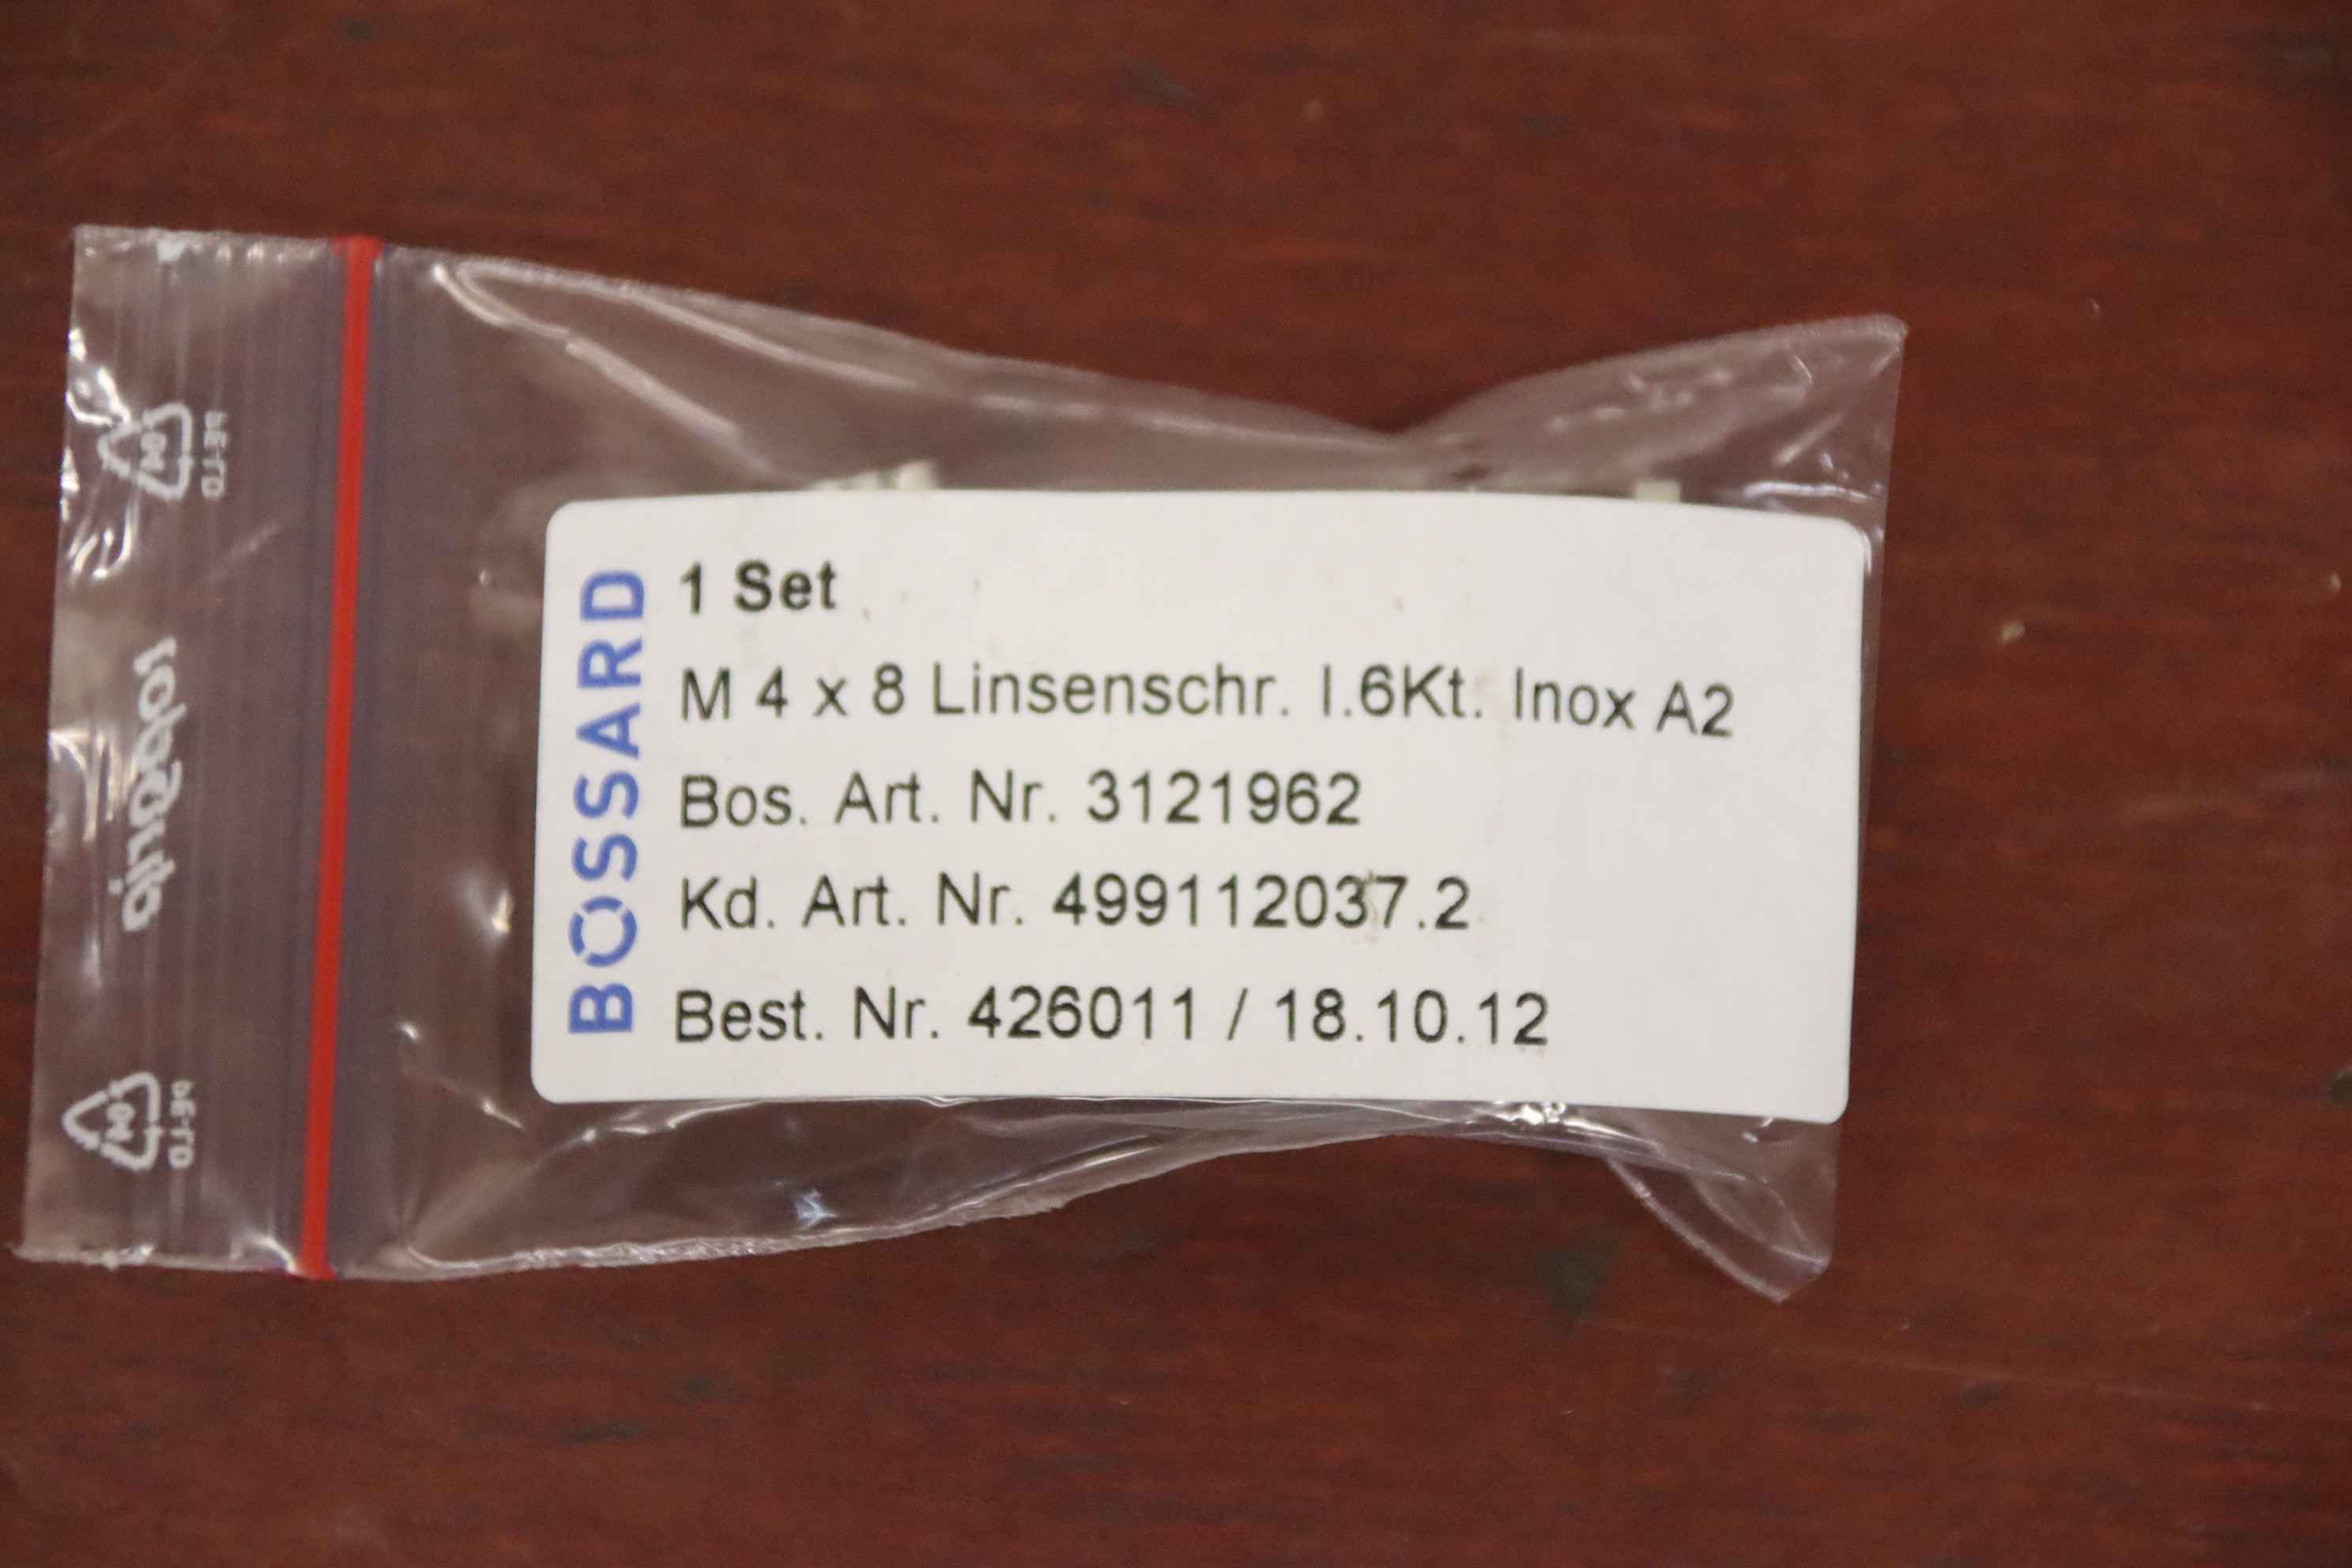 BOSSARD
1 Set
M 4 x 8 Linsenschr. I.6Kt. Inox A2
Bos. Art. Nr. 3121962
Kd. Art. Nr. 499112037.2
Best. Nr. 426011 / 18.10.12